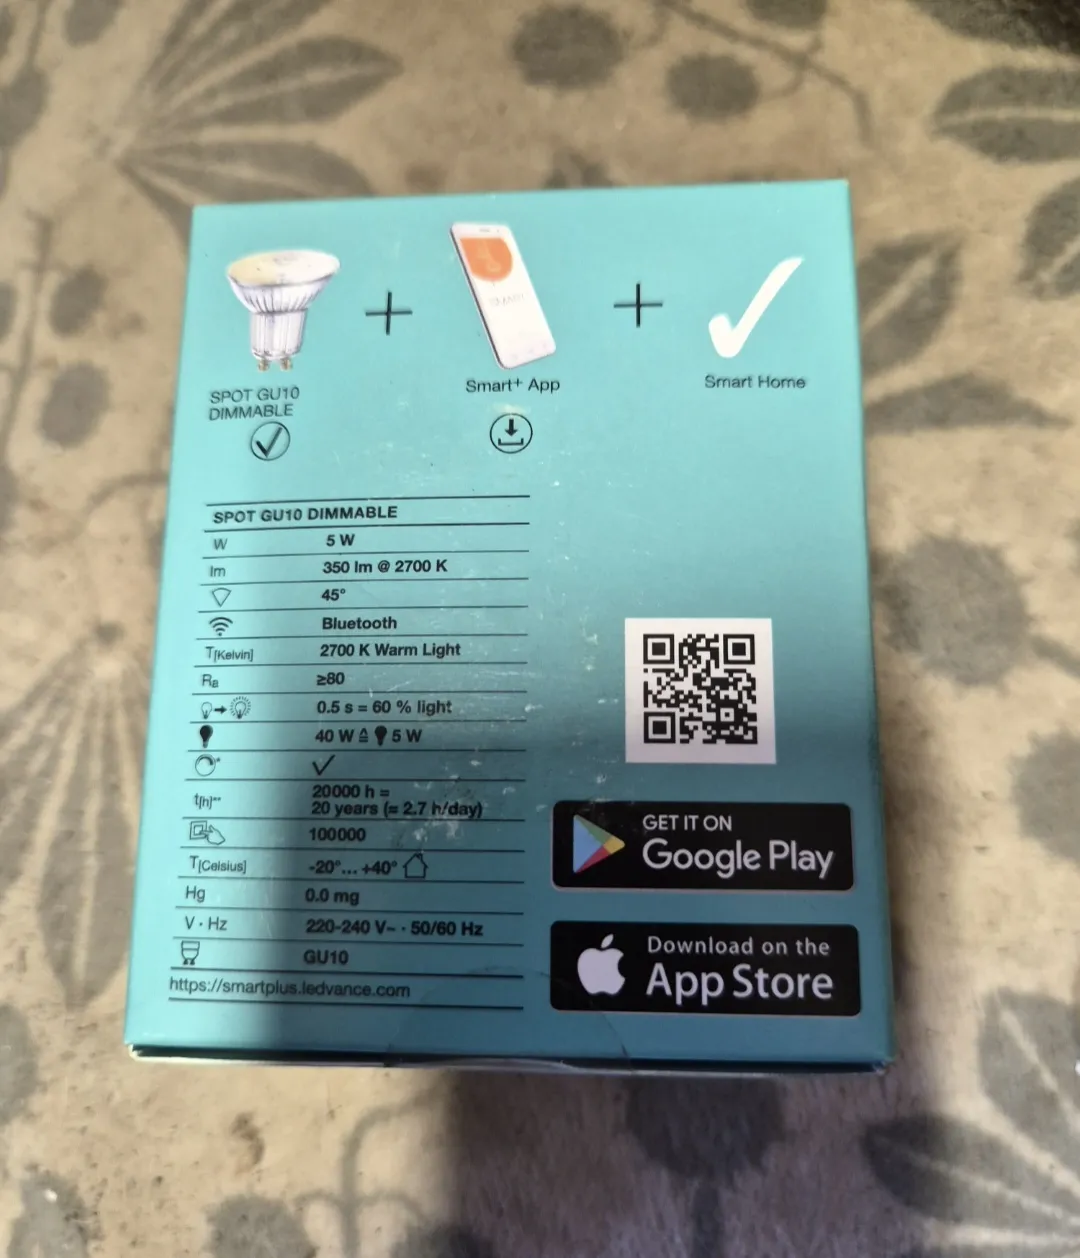 SPOT GU10
DIMMABLE
Smart+ App
Smart Home
SPOT GU10 DIMMABLE
W 5 W
lm 350 lm @ 2700 K
45°
Bluetooth
T[Kelvin] 2700 K Warm Light
Ra ≥80
0.5 s = 60 % light
40 W ≙ 5 W
t[h]** 20000 h =
20 years (= 2.7 h/day)
100000
T[Celsius] -20°... +40°
Hg 0.0 mg
V · Hz 220-240 V~ · 50/60 Hz
GU10
https://smartplus.ledvance.com
GET IT ON
Google Play
Download on the
App Store